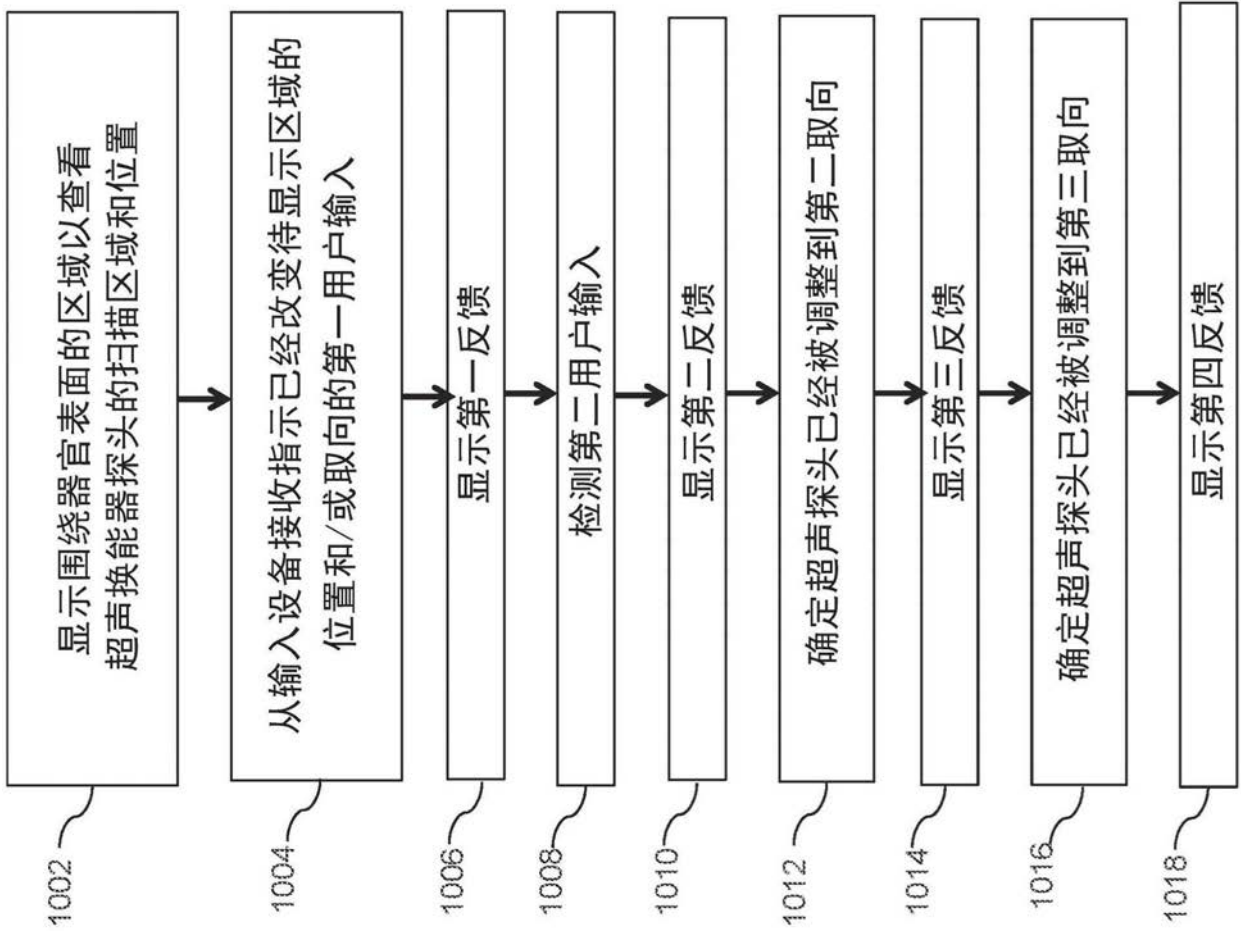 显示围绕器官表面的区域以查看
超声换能器探头的扫描区域和位置
1002
从输入设备接收指示已经改变待显示区域的
位置和/或取向的第一用户输入
1004
显示第一反馈
1006
检测第二用户输入
1008
显示第二反馈
1010
确定超声探头已经被调整到第二取向
1012
显示第三反馈
1014
确定超声探头已经被调整到第三取向
1016
显示第四反馈
1018